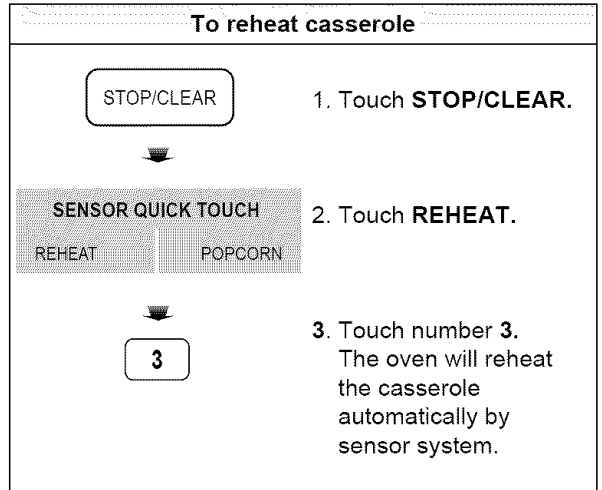 To reheat casserole
STOP/CLEAR
1. Touch STOP/CLEAR.
SENSOR QUICK TOUCH
REHEAT POPCORN
2. Touch REHEAT.
3
3. Touch number 3.
The oven will reheat
the casserole
automatically by
sensor system.